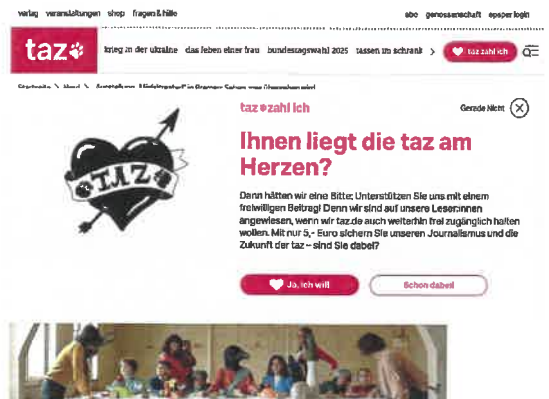 verlag veranstaltungen shop fragen & hilfe
abo genossenschaft epaper login
taz
krieg in der ukraine das leben einer frau bundestagswahl 2025 tassen im schrank >
taz zahl ich
taz zahl ich
Gerade Nicht
Ihnen liegt die taz am
Herzen?
TAZ
Dann hätten wir eine Bitte: Unterstützen Sie uns mit einem
freiwilligen Beitrag! Denn wir sind auf unsere Leser:innen
angewiesen, wenn wir taz.de auch weiterhin frei zugänglich halten
wollen. Mit nur 5,- Euro sichern Sie unseren Journalismus und die
Zukunft der taz – sind Sie dabei?
Ja, ich will
Schon dabei!